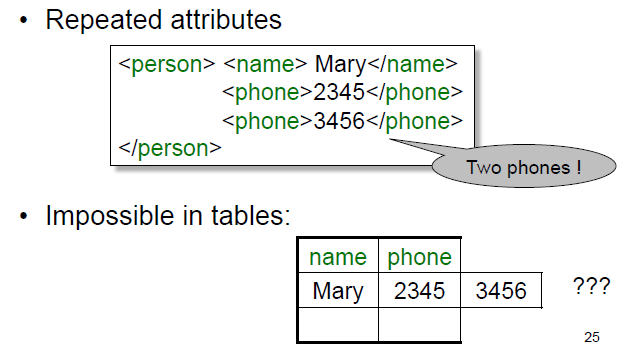 • Repeated attributes
<person> <name> Mary</name>
<phone>2345</phone>
<phone>3456</phone>
</person>
Two phones !
• Impossible in tables:
name phone
Mary 2345 3456 ???
25